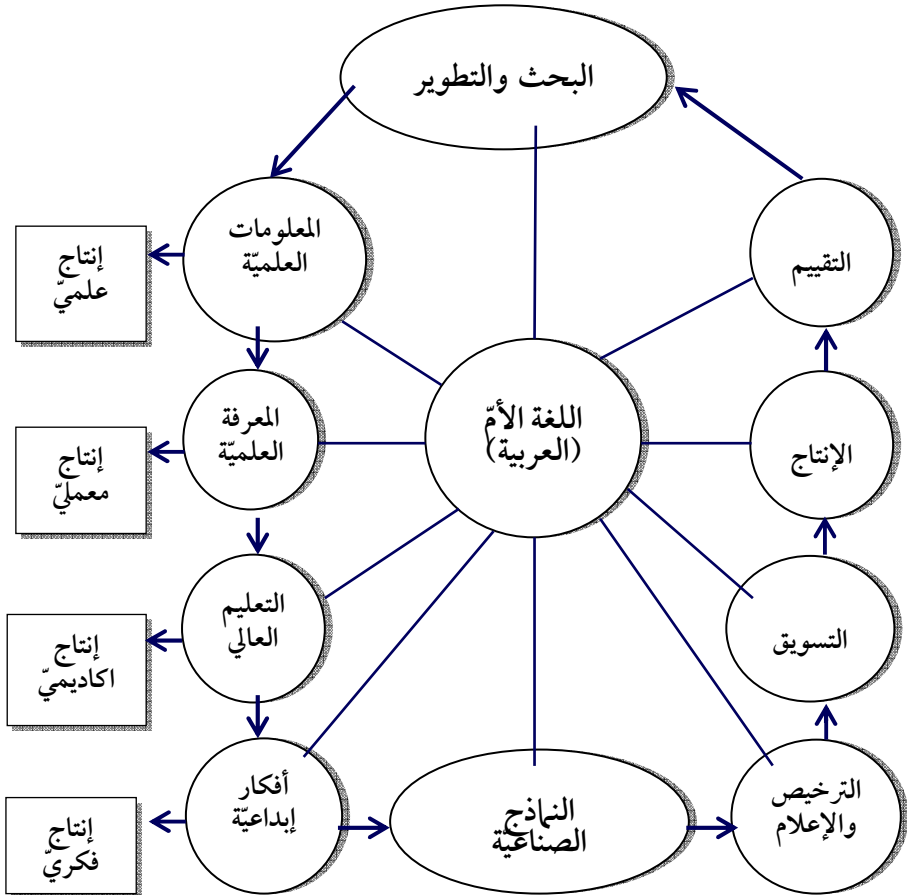 البحث والتطوير
المعلومات
العلميّة
إنتاج
علميّ
التقييم
اللغة الأمّ
(العربية)
المعرفة
العلميّة
إنتاج
معمليّ
الإنتاج
التعليم
العالي
إنتاج
اكاديميّ
التسويق
أفكار
إبداعيّة
إنتاج
فكريّ
النماذج
الصناعيّة
الترخيص
والإعلام